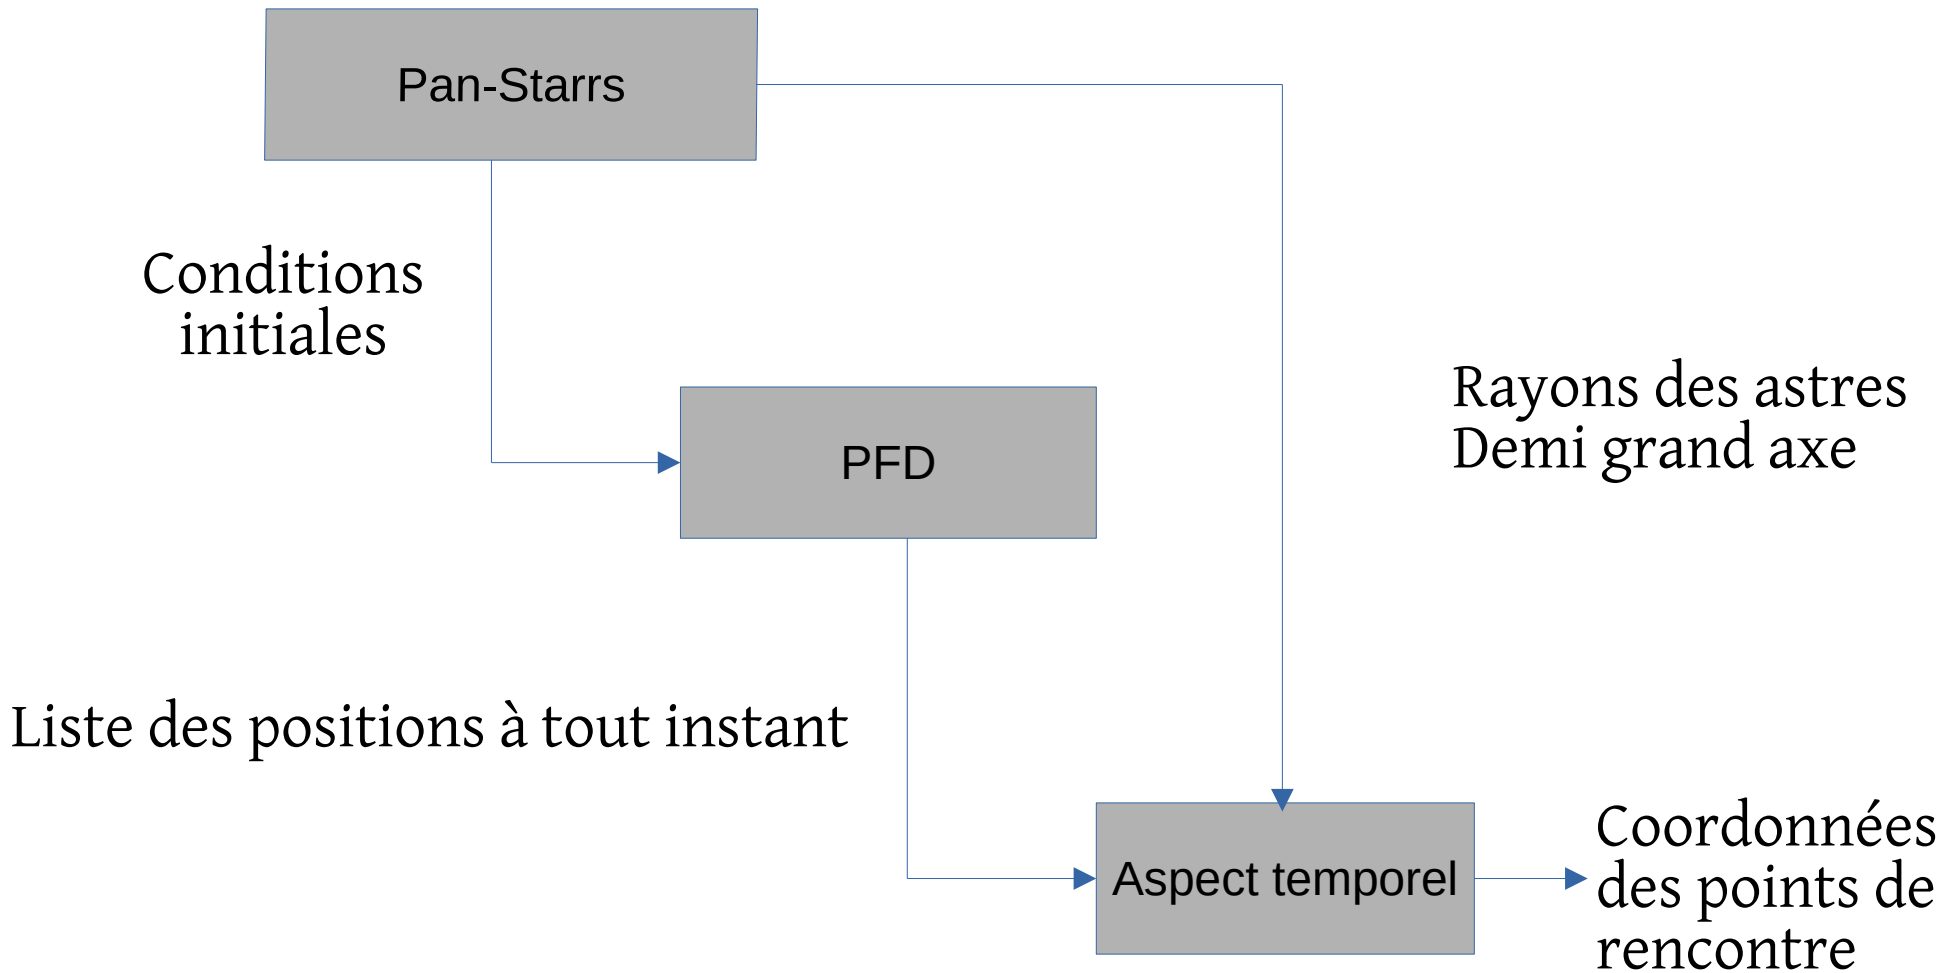 Pan-Starrs
Conditions
initiales
Rayons des astres
Demi grand axe
PFD
Liste des positions à tout instant
Aspect temporel
Coordonnées
des points de
rencontre